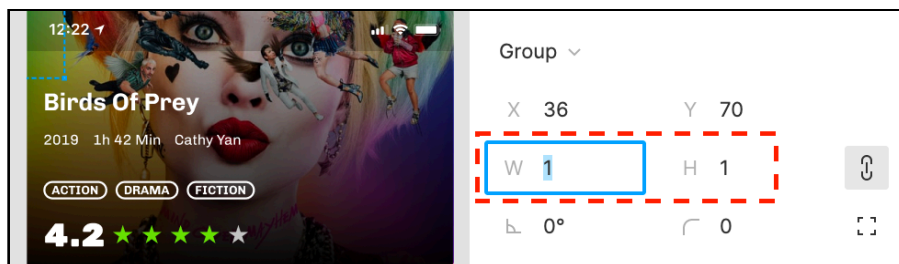 12:22
Birds Of Prey
2019 1h 42 Min Cathy Yan
ACTION DRAMA FICTION
4.2
Group
X 36 Y 70
W 1 H 1
0° 0